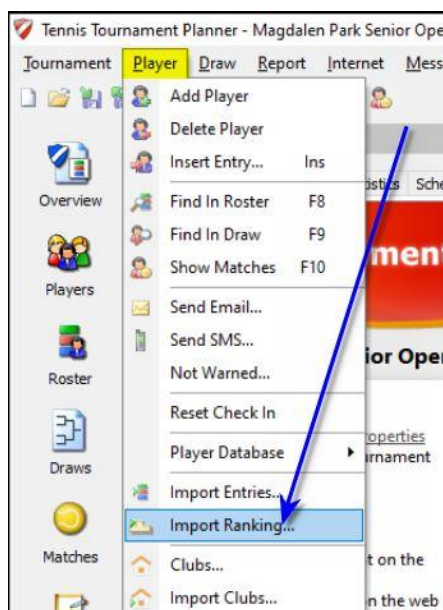 Tennis Tournament Planner - Magdalen Park Senior Ope
Tournament Player Draw Report Internet Mess
Add Player
Delete Player
Insert Entry... Ins
Overview
Find In Roster F8
istics Sche
Find In Draw F9
Show Matches F10
ment
Players
Send Email...
Send SMS...
Not Warned...
ior Ope
Roster
Reset Check In
Player Database
roperties
rnament
Draws
Import Entries...
Import Ranking...
Matches
Clubs...
t on the
Import Clubs...
n the web